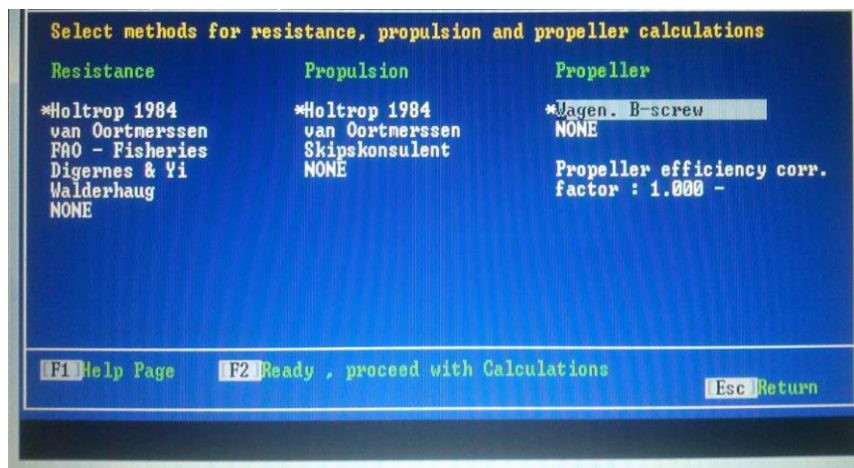 Select methods for resistance, propulsion and propeller calculations
Resistance Propulsion Propeller
*Holtrop 1984 *Holtrop 1984 *Wagen. B-screw
van Oortmerssen van Oortmerssen NONE
FAO - Fisheries Skipskonsulent
Digernes & Yi NONE Propeller efficiency corr.
Walderhaug factor : 1.000 -
NONE
F1 Help Page F2 Ready , proceed with Calculations
Esc Return